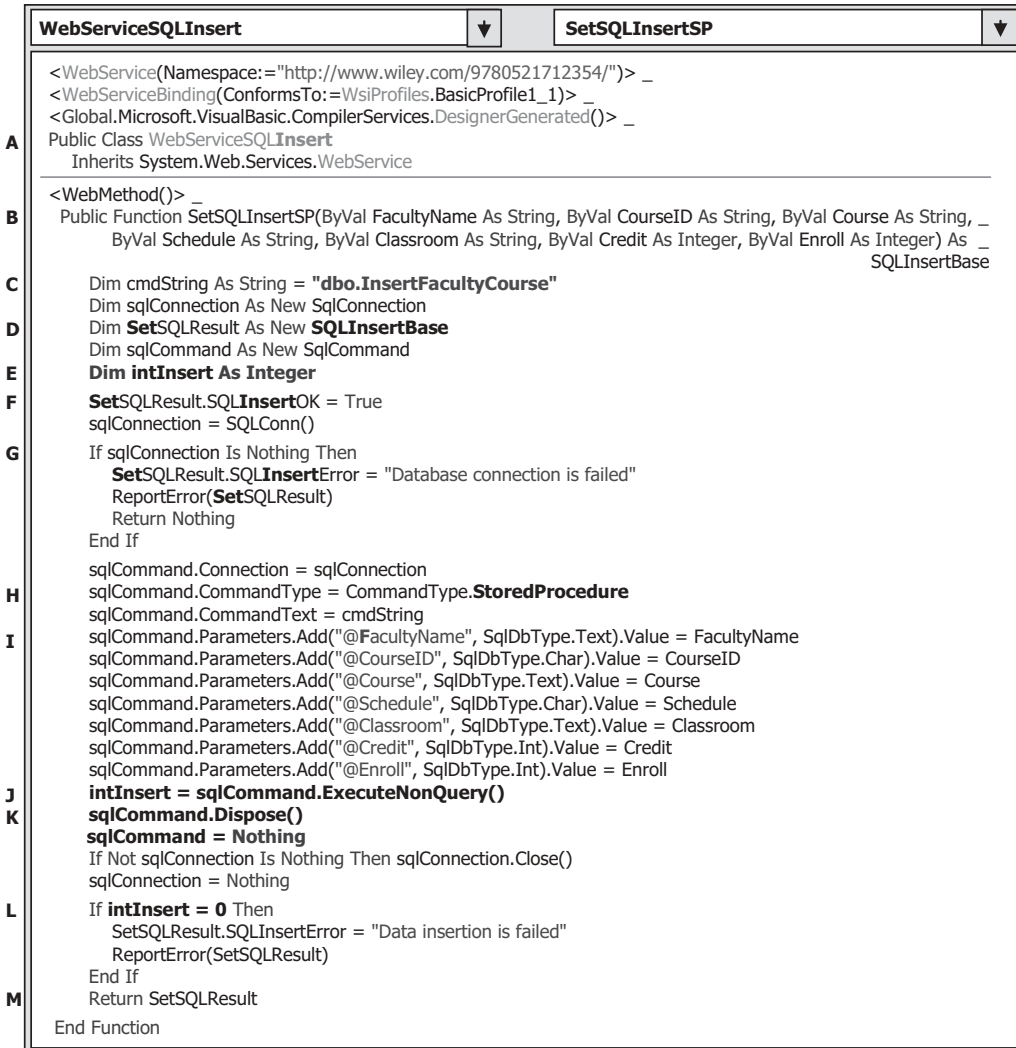 WebServiceSQLInsert SetSQLInsertSP
<WebService(Namespace:="http://www.wiley.com/9780521712354/")> _
<WebServiceBinding(ConformsTo:=WsiProfiles.BasicProfile1_1)> _
<Global.Microsoft.VisualBasic.CompilerServices.DesignerGenerated()> _
A Public Class WebServiceSQLInsert
Inherits System.Web.Services.WebService
<WebMethod()> _
B Public Function SetSQLInsertSP(ByVal FacultyName As String, ByVal CourseID As String, ByVal Course As String, _
ByVal Schedule As String, ByVal Classroom As String, ByVal Credit As Integer, ByVal Enroll As Integer) As _
SQLInsertBase
C Dim cmdString As String = "dbo.InsertFacultyCourse"
Dim sqlConnection As New SqlConnection
D Dim SetSQLResult As New SQLInsertBase
Dim sqlCommand As New SqlCommand
E Dim intInsert As Integer
F SetSQLResult.SQLInsertOK = True
sqlConnection = SQLConn()
G If sqlConnection Is Nothing Then
SetSQLResult.SQLInsertError = "Database connection is failed"
ReportError(SetSQLResult)
Return Nothing
End If
sqlCommand.Connection = sqlConnection
H sqlCommand.CommandType = CommandType.StoredProcedure
sqlCommand.CommandText = cmdString
I sqlCommand.Parameters.Add("@FacultyName", SqlDbType.Text).Value = FacultyName
sqlCommand.Parameters.Add("@CourseID", SqlDbType.Char).Value = CourseID
sqlCommand.Parameters.Add("@Course", SqlDbType.Text).Value = Course
sqlCommand.Parameters.Add("@Schedule", SqlDbType.Char).Value = Schedule
sqlCommand.Parameters.Add("@Classroom", SqlDbType.Text).Value = Classroom
sqlCommand.Parameters.Add("@Credit", SqlDbType.Int).Value = Credit
sqlCommand.Parameters.Add("@Enroll", SqlDbType.Int).Value = Enroll
J intInsert = sqlCommand.ExecuteNonQuery()
K sqlCommand.Dispose()
sqlCommand = Nothing
If Not sqlConnection Is Nothing Then sqlConnection.Close()
sqlConnection = Nothing
L If intInsert = 0 Then
SetSQLResult.SQLInsertError = "Data insertion is failed"
ReportError(SetSQLResult)
End If
M Return SetSQLResult
End Function